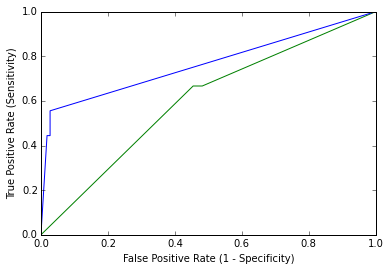 1.0
0.8
0.6
0.4
0.2
0.0
True Positive Rate (Sensitivity)
0.0 0.2 0.4 0.6 0.8 1.0
False Positive Rate (1 - Specificity)